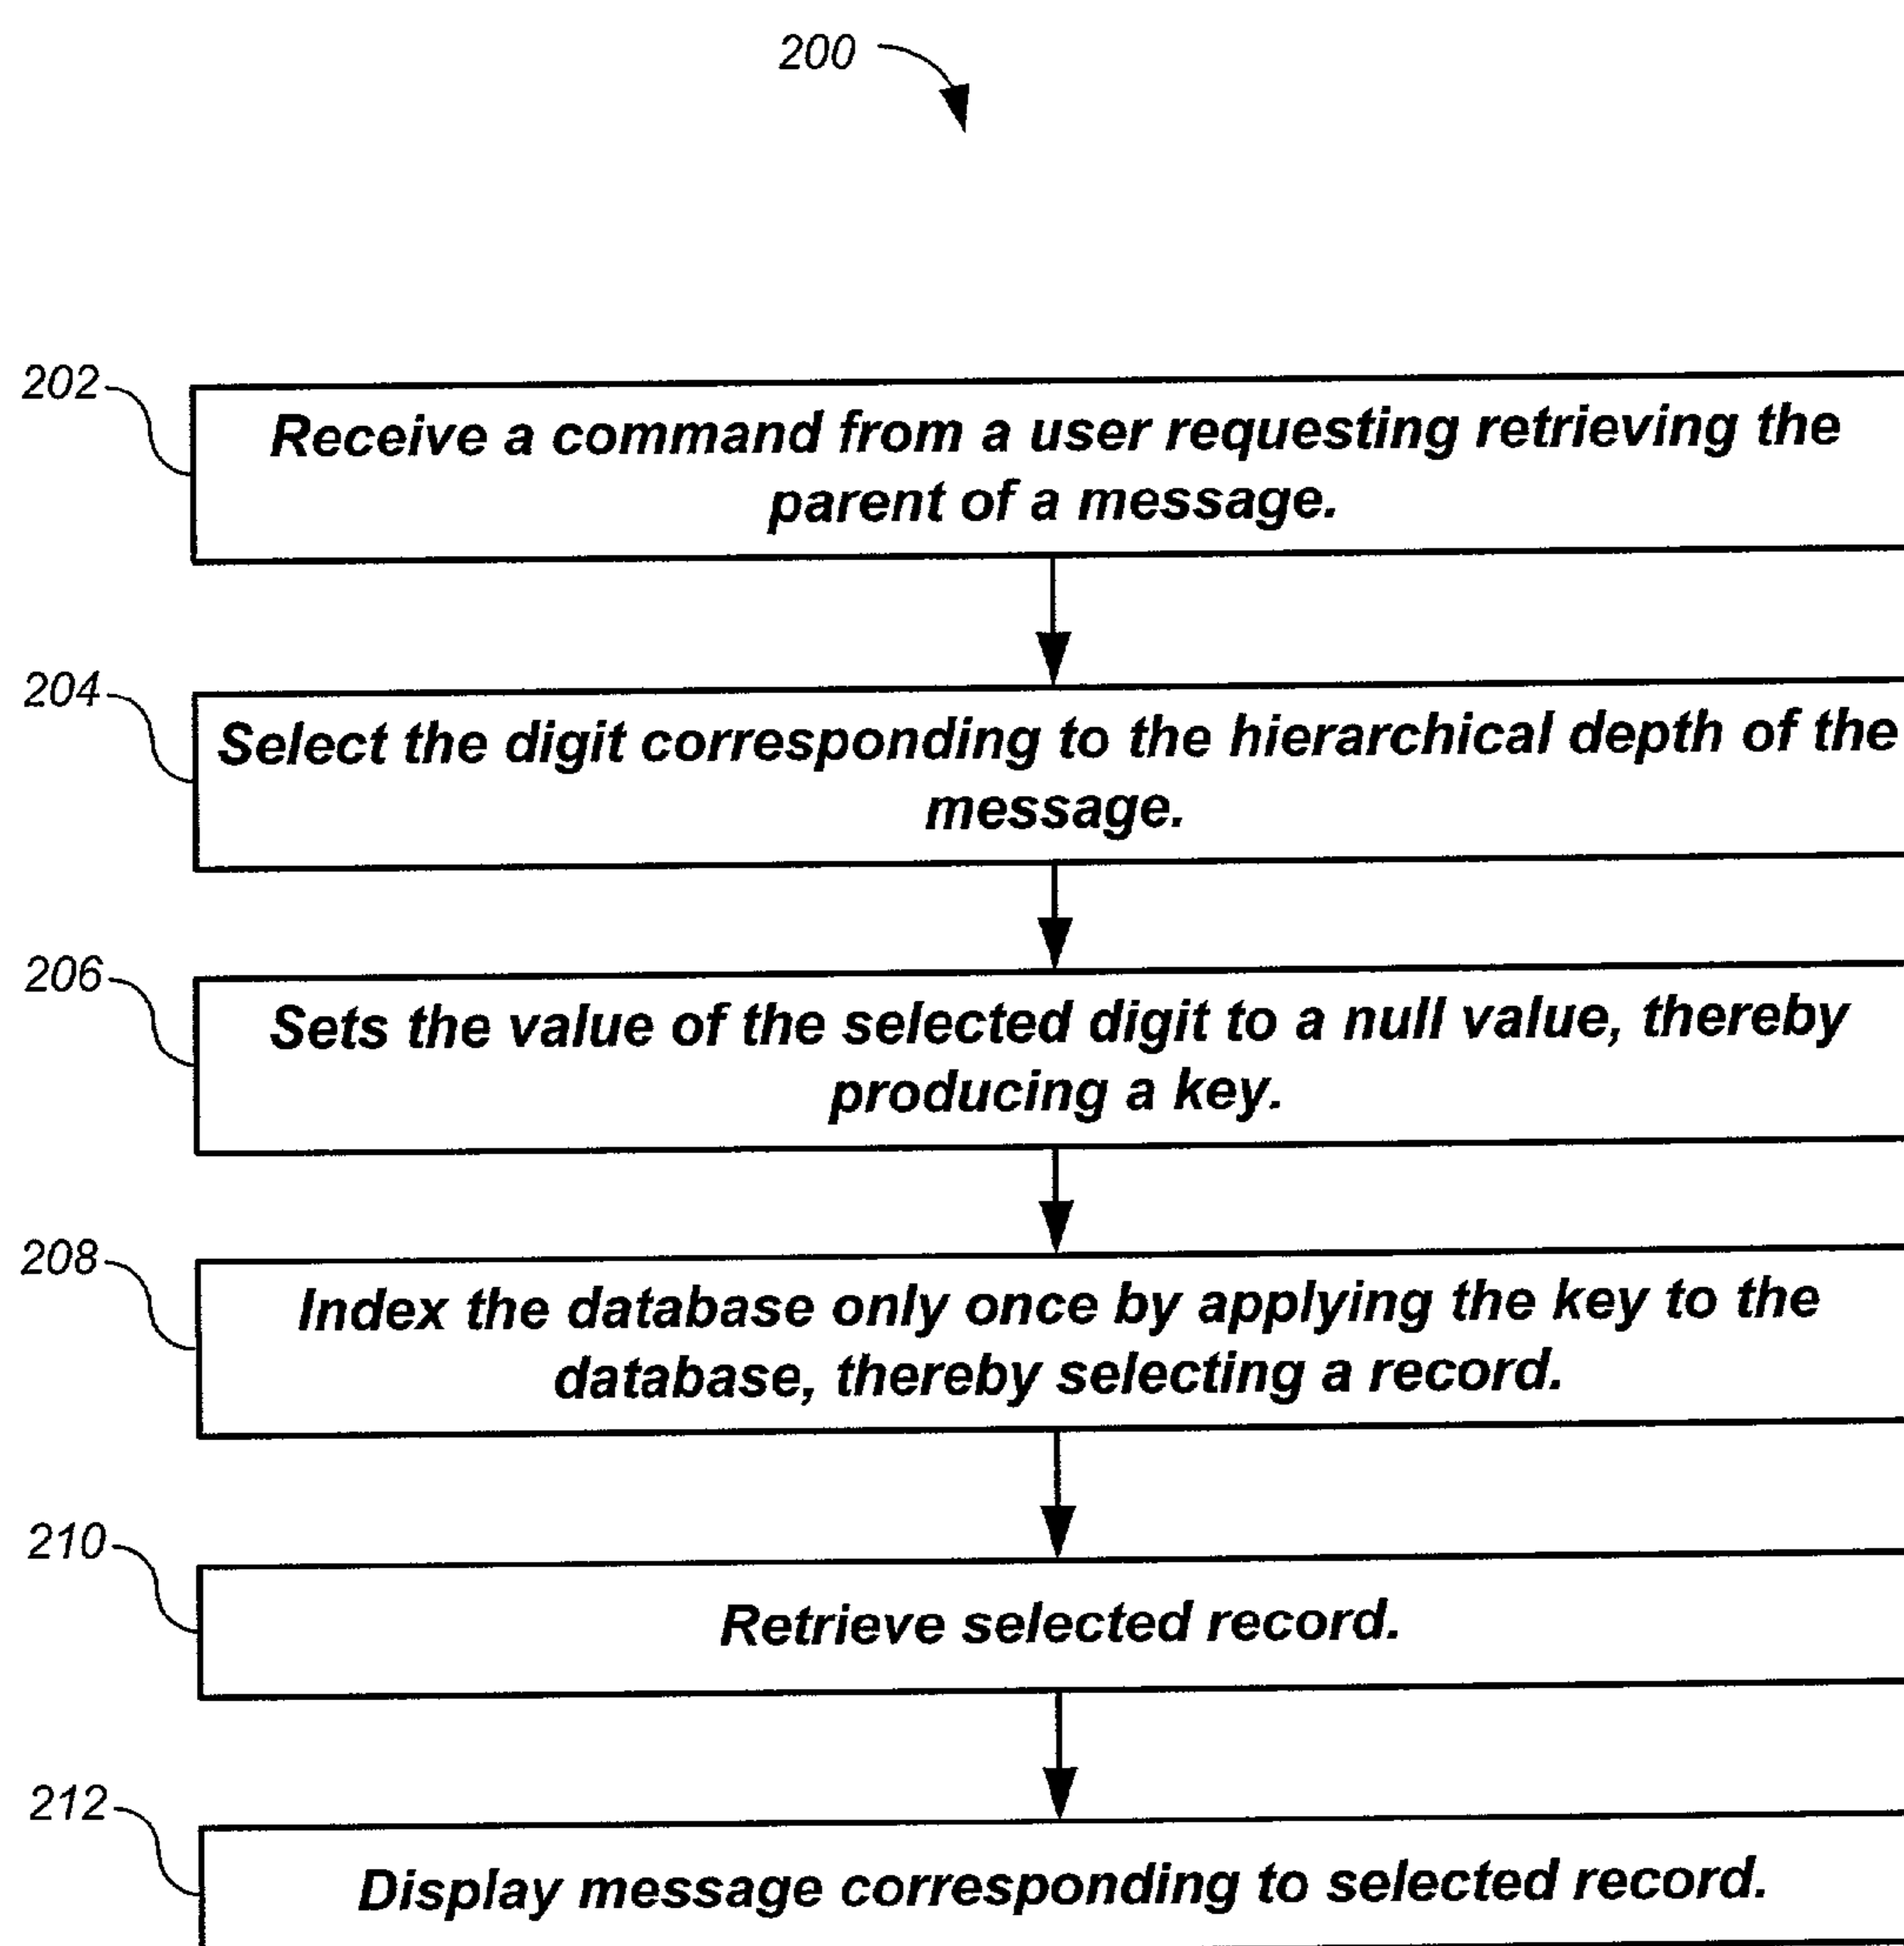 200
202
Receive a command from a user requesting retrieving the
parent of a message.
204
Select the digit corresponding to the hierarchical depth of the
message.
206
Sets the value of the selected digit to a null value, thereby
producing a key.
208
Index the database only once by applying the key to the
database, thereby selecting a record.
210
Retrieve selected record.
212
Display message corresponding to selected record.